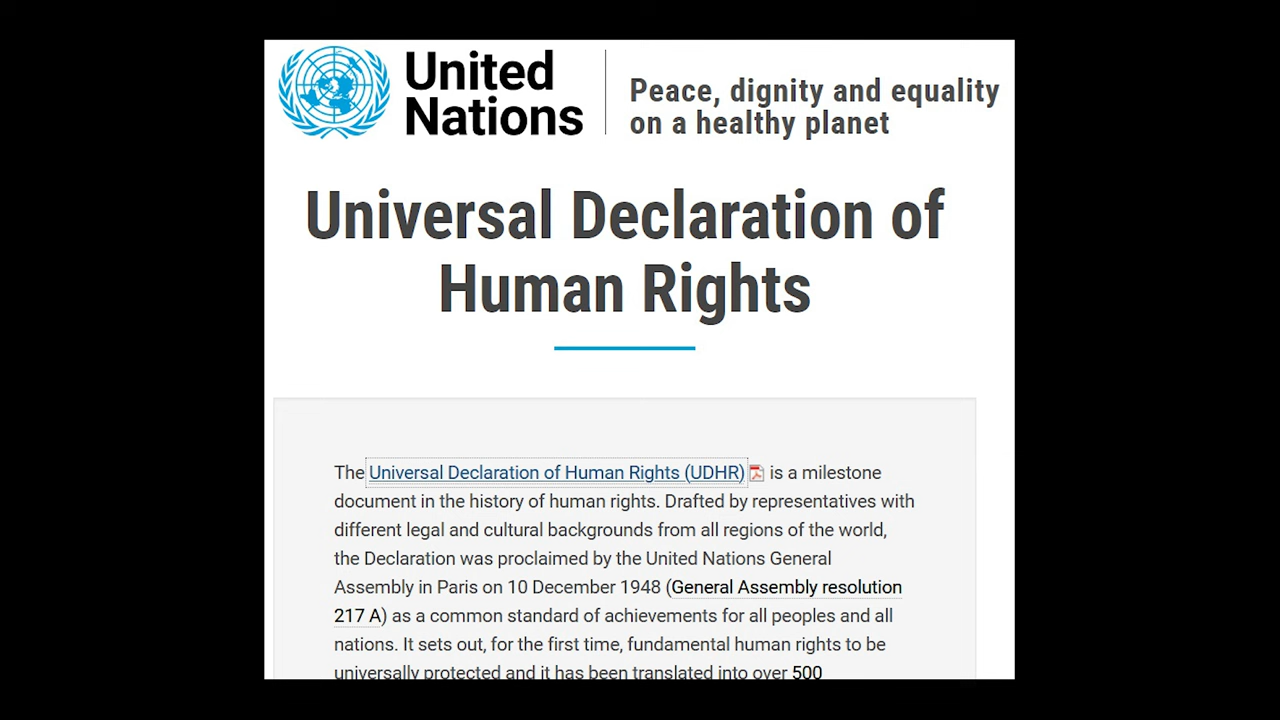 United
Nations
Peace, dignity and equality
on a healthy planet
Universal Declaration of
Human Rights
The Universal Declaration of Human Rights (UDHR) is a milestone
document in the history of human rights. Drafted by representatives with
different legal and cultural backgrounds from all regions of the world,
the Declaration was proclaimed by the United Nations General
Assembly in Paris on 10 December 1948 (General Assembly resolution
217 A) as a common standard of achievements for all peoples and all
nations. It sets out, for the first time, fundamental human rights to be
universally protected and it has been translated into over 500